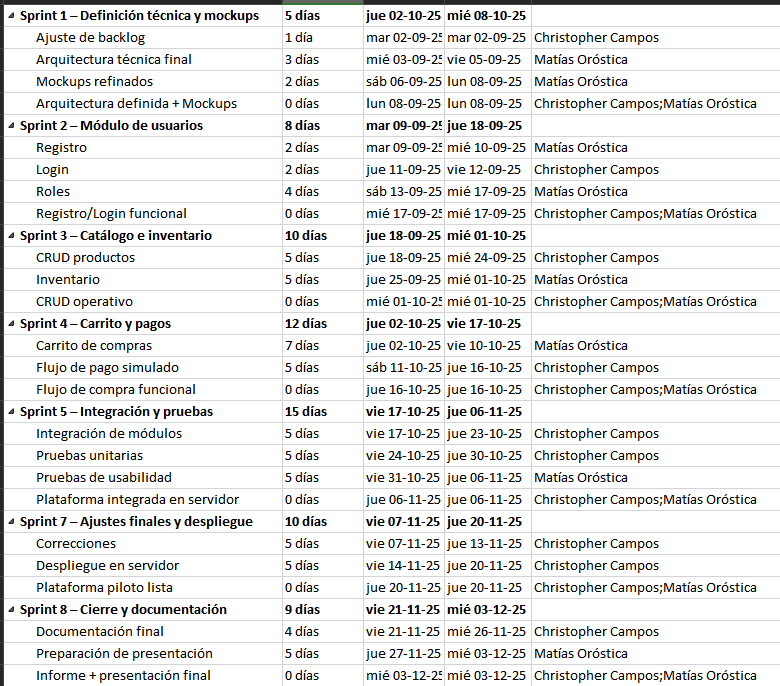 Sprint 1 – Definición técnica y mockups 5 días jue 02-10-25 mié 08-10-25
Ajuste de backlog 1 día mar 02-09-25 mar 02-09-25 Christopher Campos
Arquitectura técnica final 3 días mié 03-09-25 vie 05-09-25 Matías Oróstica
Mockups refinados 2 días sáb 06-09-25 lun 08-09-25 Matías Oróstica
Arquitectura definida + Mockups 0 días lun 08-09-25 lun 08-09-25 Christopher Campos;Matías Oróstica
Sprint 2 – Módulo de usuarios 8 días mar 09-09-25 jue 18-09-25
Registro 2 días mar 09-09-25 mié 10-09-25 Matías Oróstica
Login 2 días jue 11-09-25 vie 12-09-25 Christopher Campos
Roles 4 días sáb 13-09-25 mié 17-09-25 Matías Oróstica
Registro/Login funcional 0 días mié 17-09-25 mié 17-09-25 Christopher Campos;Matías Oróstica
Sprint 3 – Catálogo e inventario 10 días jue 18-09-25 mié 01-10-25
CRUD productos 5 días jue 18-09-25 mié 24-09-25 Christopher Campos
Inventario 5 días jue 25-09-25 mié 01-10-25 Matías Oróstica
CRUD operativo 0 días mié 01-10-25 mié 01-10-25 Christopher Campos;Matías Oróstica
Sprint 4 – Carrito y pagos 12 días jue 02-10-25 vie 17-10-25
Carrito de compras 7 días jue 02-10-25 vie 10-10-25 Matías Oróstica
Flujo de pago simulado 5 días sáb 11-10-25 jue 16-10-25 Christopher Campos
Flujo de compra funcional 0 días jue 16-10-25 jue 16-10-25 Christopher Campos;Matías Oróstica
Sprint 5 – Integración y pruebas 15 días vie 17-10-25 jue 06-11-25
Integración de módulos 5 días vie 17-10-25 jue 23-10-25 Christopher Campos
Pruebas unitarias 5 días vie 24-10-25 jue 30-10-25 Christopher Campos
Pruebas de usabilidad 5 días vie 31-10-25 jue 06-11-25 Matías Oróstica
Plataforma integrada en servidor 0 días jue 06-11-25 jue 06-11-25 Christopher Campos;Matías Oróstica
Sprint 7 – Ajustes finales y despliegue 10 días vie 07-11-25 jue 20-11-25
Correcciones 5 días vie 07-11-25 jue 13-11-25 Christopher Campos
Despliegue en servidor 5 días vie 14-11-25 jue 20-11-25 Christopher Campos
Plataforma piloto lista 0 días jue 20-11-25 jue 20-11-25 Christopher Campos;Matías Oróstica
Sprint 8 – Cierre y documentación 9 días vie 21-11-25 mié 03-12-25
Documentación final 4 días vie 21-11-25 mié 26-11-25 Christopher Campos
Preparación de presentación 5 días jue 27-11-25 mié 03-12-25 Matías Oróstica
Informe + presentación final 0 días mié 03-12-25 mié 03-12-25 Christopher Campos;Matías Oróstica